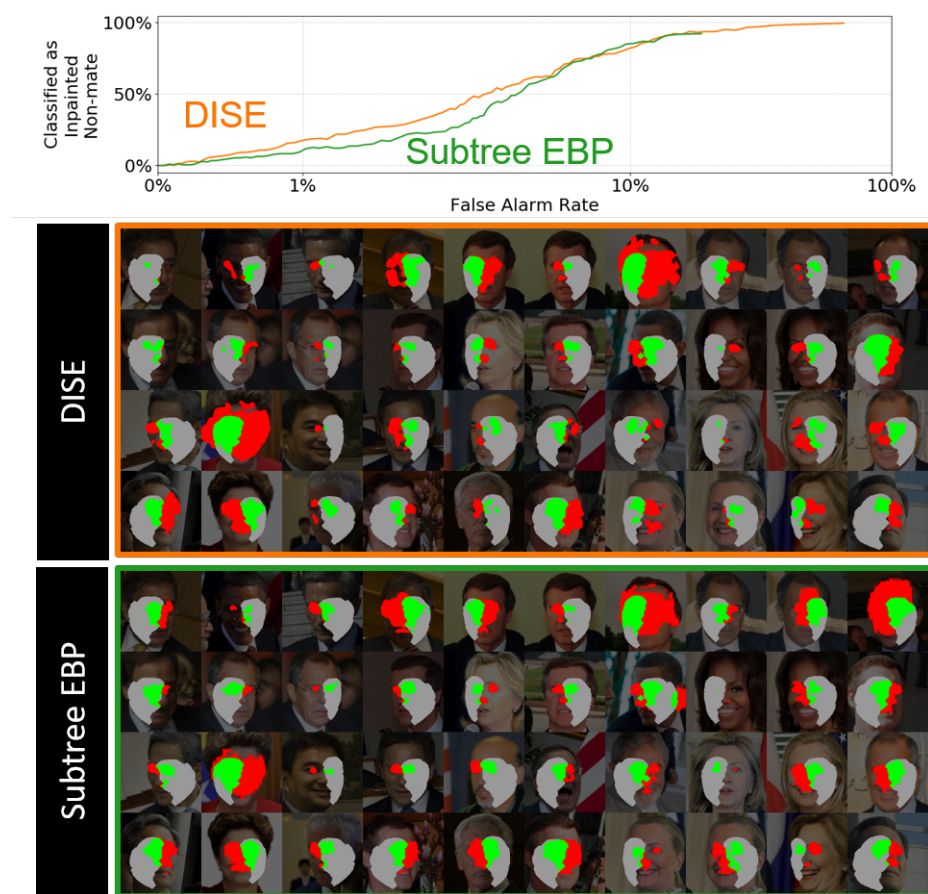 100%
Classified as
Inpainted
Non-mate
50%
0%
DISE
Subtree EBP
0%
1%
10%
100%
False Alarm Rate
DISE
Subtree EBP